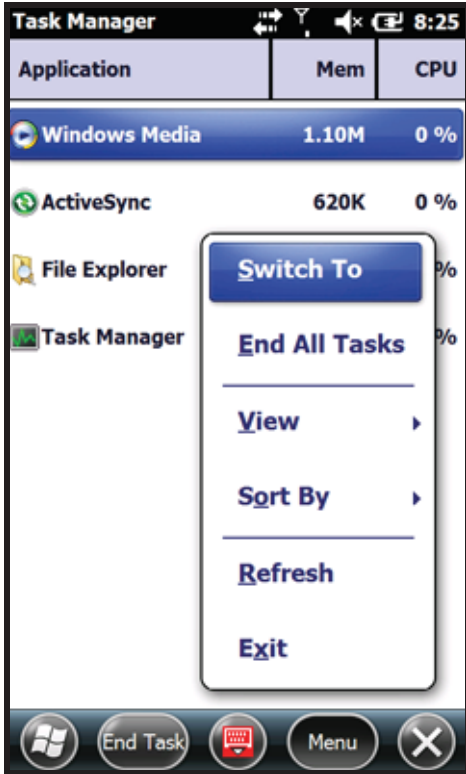 Task Manager 8:25
Application Mem CPU
Windows Media 1.10M 0 %
ActiveSync 620K 0 %
File Explorer %
Task Manager %
Switch To
End All Tasks
View
Sort By
Refresh
Exit
End Task Menu